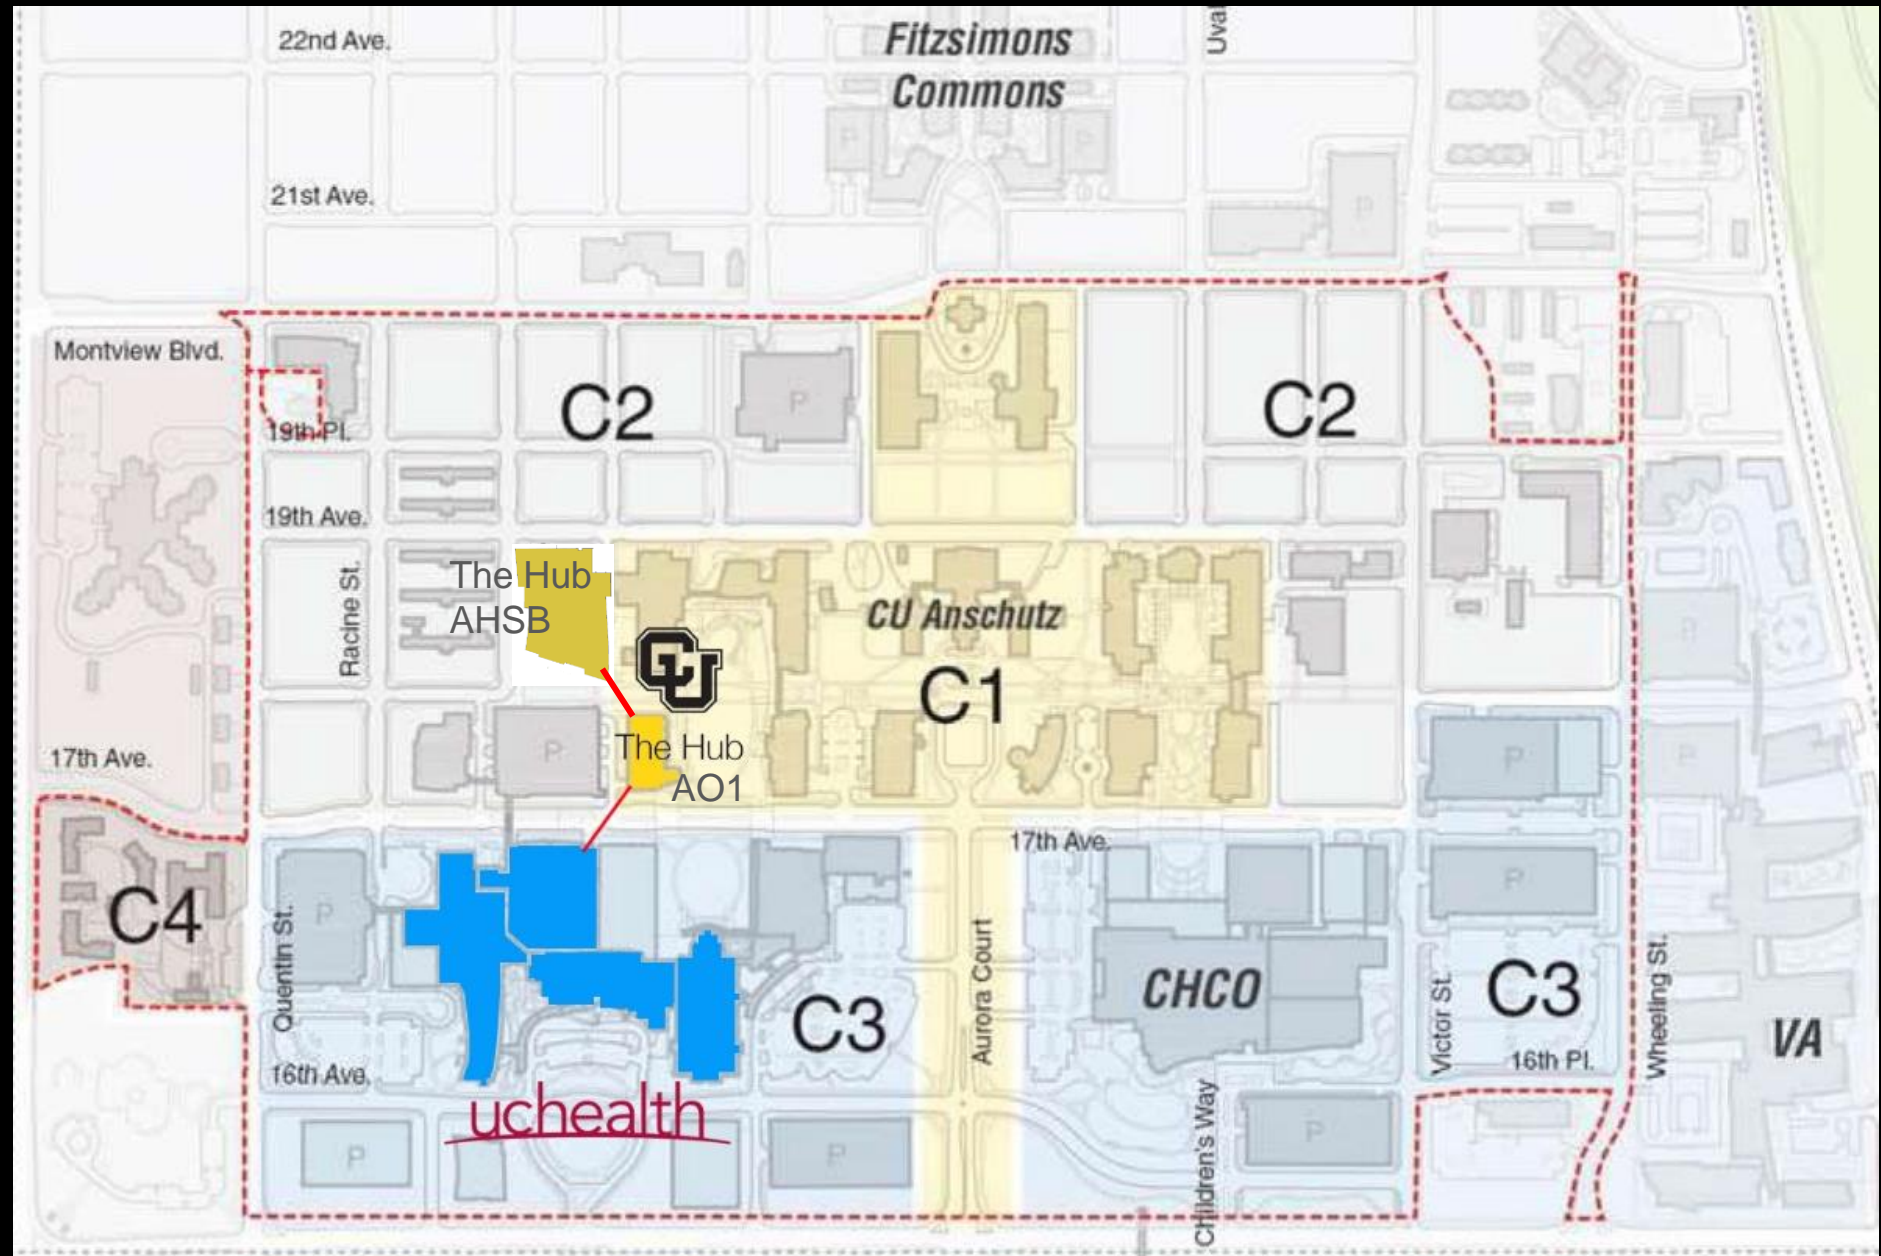 22nd Ave.
Fitzsimons
Commons
P
P
21st Ave.
P
Montview Blvd.
C2
P
C2
19th Pl.
19th Ave.
Racine St.
The Hub
AHSB
CU
CU Anschutz
C1
P
17th Ave.
P
The Hub
AO1
P
P
17th Ave.
C4
Quentin St.
P
P
C3
Aurora Court
CHCO
Victor St.
C3
Wheeling St.
VA
16th Ave.
16th Pl.
uchealth
P
P
Children's Way
P